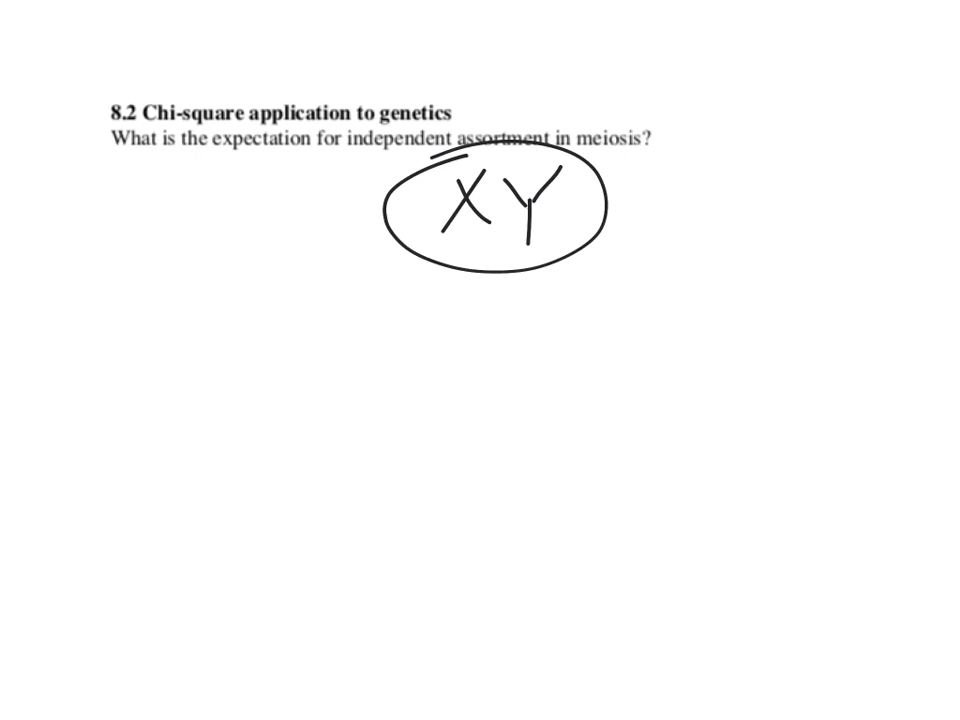 8.2 Chi-square application to genetics
What is the expectation for independent assortment in meiosis?
XY